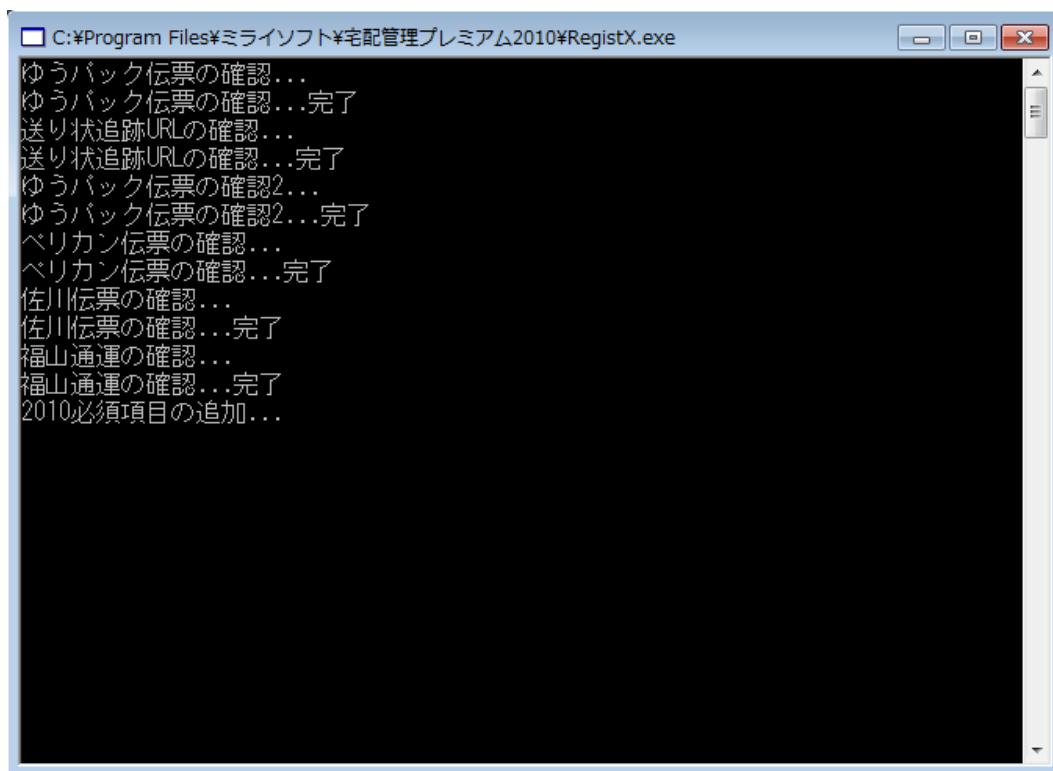 C:¥Program Files¥ミライソフト¥宅配管理プレミアム2010¥RegistX.exe
ゆうパック伝票の確認...
ゆうパック伝票の確認...完了
送り状追跡URLの確認...
送り状追跡URLの確認...完了
ゆうパック伝票の確認2...
ゆうパック伝票の確認2...完了
ペリカン伝票の確認...
ペリカン伝票の確認...完了
佐川伝票の確認...
佐川伝票の確認...完了
福山通運の確認...
福山通運の確認...完了
2010必須項目の追加...